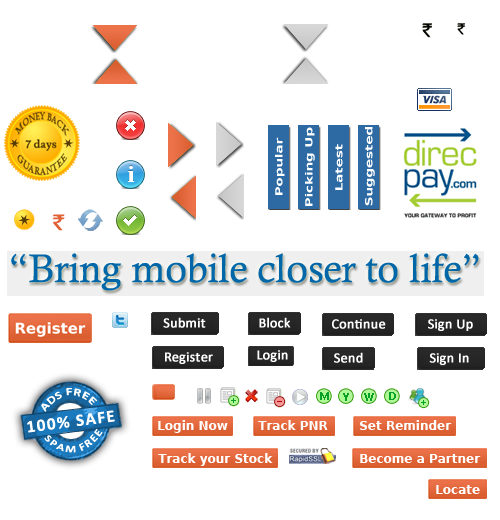 ₹ ₹
VISA
MONEY BACK
7 days
GUARANTEE
Popular
Picking Up
Latest
Suggested
direc
pay.com
YOUR GATEWAY TO PROFIT
₹
“Bring mobile closer to life”
Register
Submit
Block
Continue
Sign Up
Register
Login
Send
Sign In
ADS FREE
100% SAFE
SPAM FREE
M Y W D
Login Now
Track PNR
Set Reminder
Track your Stock
SECURED BY
RapidSSL
Become a Partner
Locate